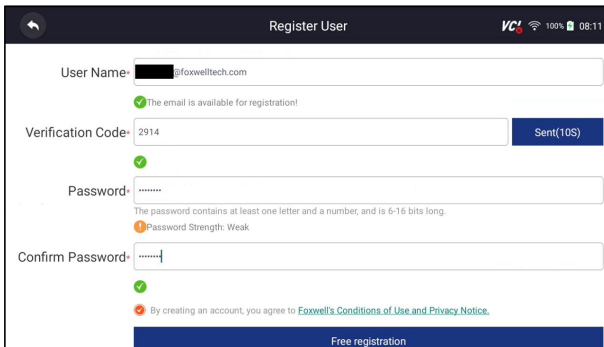 Register User
VCI 100% 08:11
User Name* @foxwelltech.com
The email is available for registration!
Verification Code* 2914 Sent(10S)
Password* ········
The password contains at least one letter and a number, and is 6-16 bits long.
Password Strength: Weak
Confirm Password* ········
By creating an account, you agree to Foxwell's Conditions of Use and Privacy Notice.
Free registration